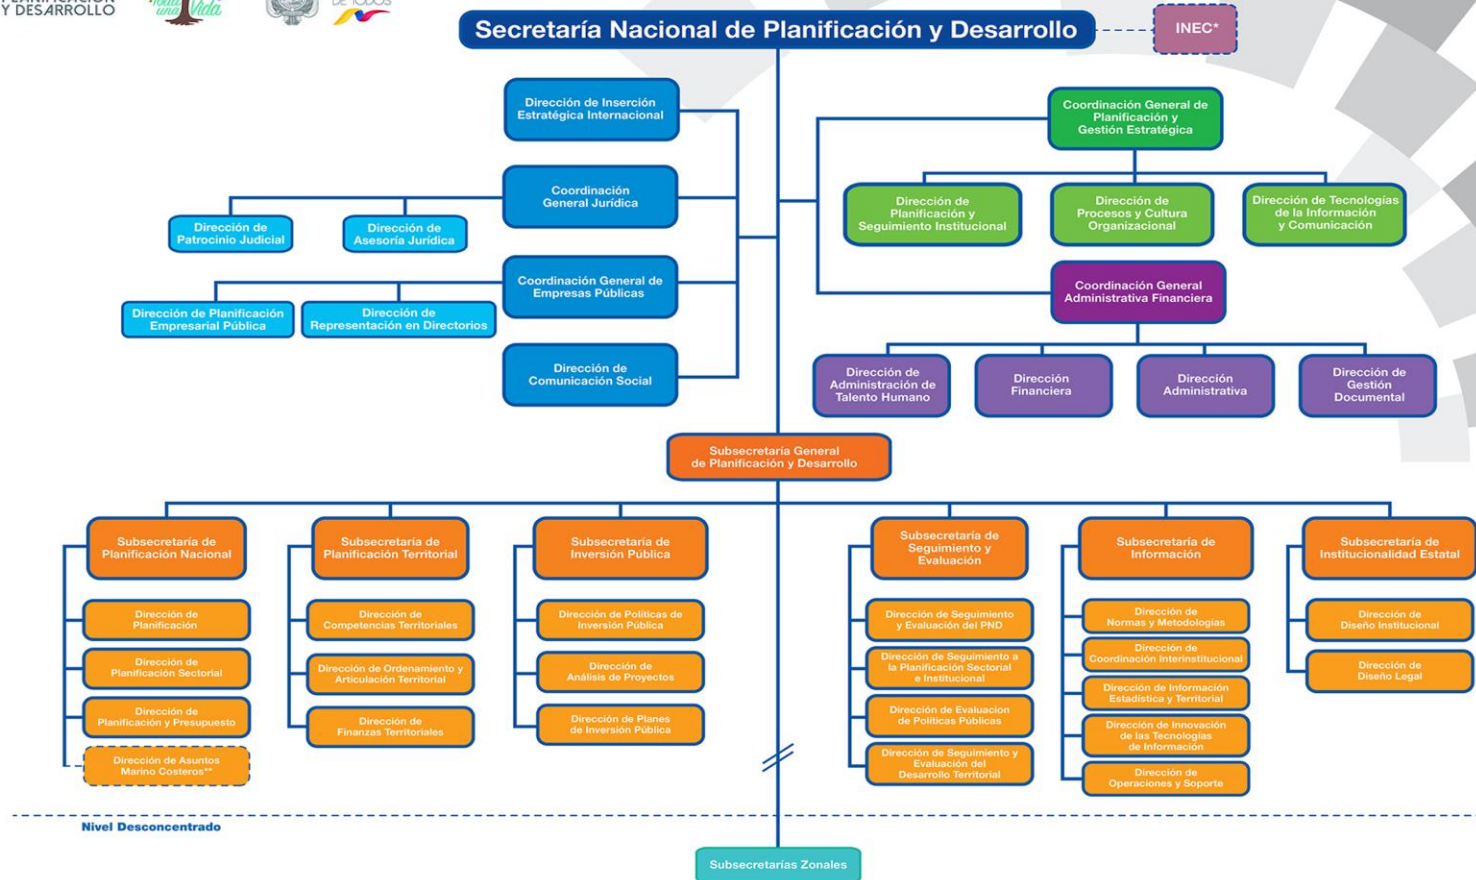 PLANIFICACIÓN
Y DESARROLLO
Toda
una Vida
DE TODOS
Secretaría Nacional de Planificación y Desarrollo
INEC*
Dirección de Inserción
Estratégica Internacional
Coordinación General de
Planificación y
Gestión Estratégica
Coordinación
General Jurídica
Dirección de
Planificación y
Seguimiento Institucional
Dirección de
Procesos y Cultura
Organizacional
Dirección de Tecnologías
de la Información
y Comunicación
Dirección de
Patrocinio Judicial
Dirección de
Asesoría Jurídica
Coordinación General de
Empresas Públicas
Coordinación General
Administrativa Financiera
Dirección de Planificación
Empresarial Pública
Dirección de
Representación en Directorios
Dirección de
Comunicación Social
Dirección de
Administración de
Talento Humano
Dirección
Financiera
Dirección
Administrativa
Dirección de
Gestión
Documental
Subsecretaría General
de Planificación y Desarrollo
Subsecretaría de
Planificación Nacional
Subsecretaría de
Planificación Territorial
Subsecretaría de
Inversión Pública
Subsecretaría de
Seguimiento y
Evaluación
Subsecretaría de
Información
Subsecretaría de
Institucionalidad Estatal
Dirección de
Planificación
Dirección de
Planificación Sectorial
Dirección de
Planificación y Presupuesto
Dirección de Asuntos
Marino Costeros**
Dirección de
Competencias Territoriales
Dirección de Ordenamiento y
Articulación Territorial
Dirección de
Finanzas Territoriales
Dirección de Políticas de
Inversión Pública
Dirección de
Análisis de Proyectos
Dirección de Planes
de Inversión Pública
Dirección de Seguimiento
y Evaluación del PND
Dirección de Seguimiento a
la Planificación Sectorial
e Institucional
Dirección de Evaluacion
de Políticas Públicas
Dirección de Seguimiento y
Evaluación del
Desarrollo Territorial
Dirección de
Normas y Metodologías
Dirección de
Coordinación Interinstitucional
Dirección de Información
Estadística y Territorial
Dirección de Innovación
de las Tecnologías
de Información
Dirección de
Operaciones y Soporte
Dirección de
Diseño Institucional
Dirección de
Diseño Legal
Nivel Desconcentrado
Subsecretarías Zonales